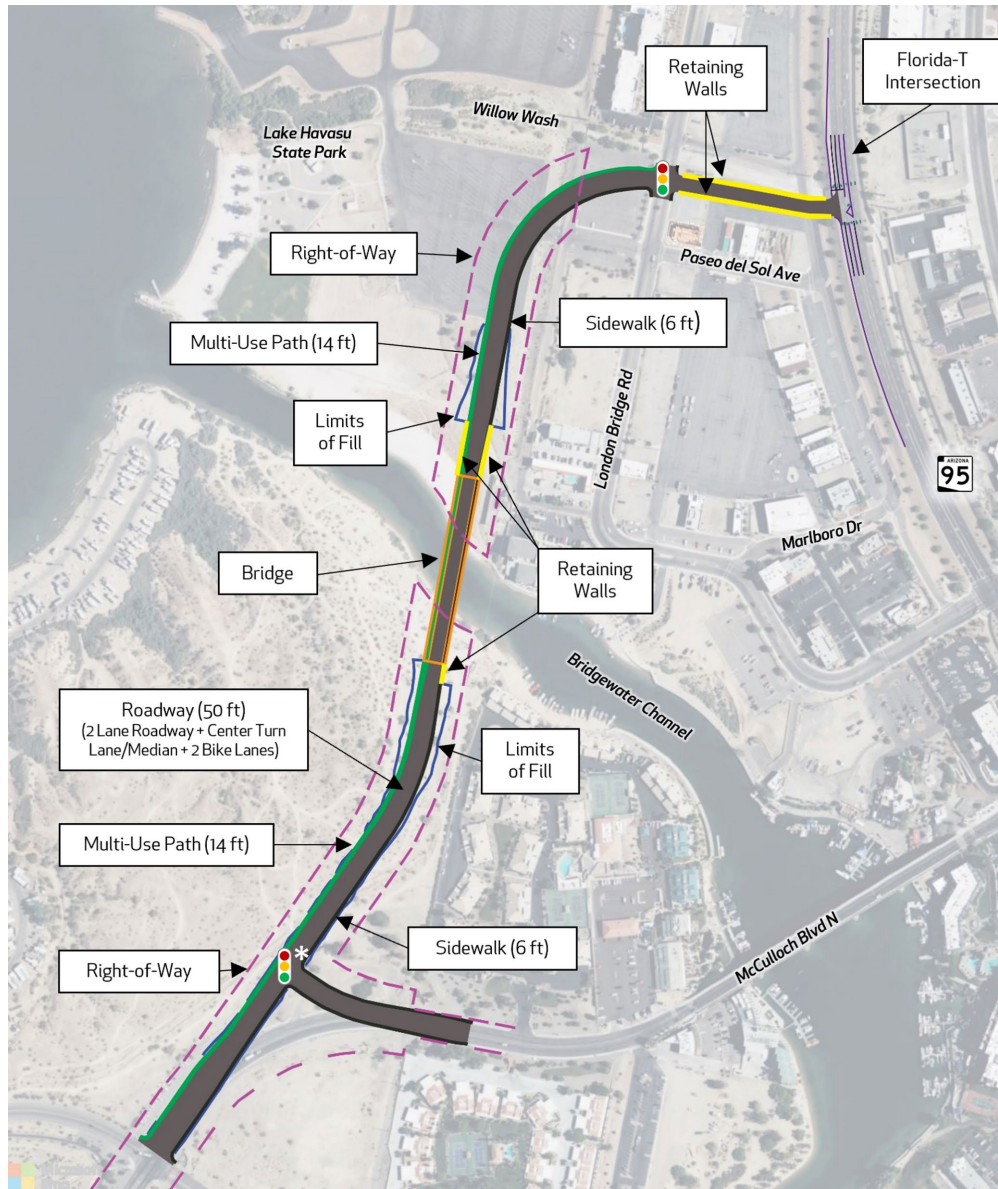 Retaining
Walls
Florida-T
Intersection
Willow Wash
Lake Havasu
State Park
Right-of-Way
Paseo del Sol Ave
Sidewalk (6 ft)
Multi-Use Path (14 ft)
London Bridge Rd
Limits
of Fill
ARIZONA
95
Marlboro Dr
Bridge
Retaining
Walls
Bridgewater Channel
Roadway (50 ft)
(2 Lane Roadway + Center Turn
Lane/Median + 2 Bike Lanes)
Limits
of Fill
Multi-Use Path (14 ft)
Sidewalk (6 ft)
McCulloch Blvd N
*
Right-of-Way